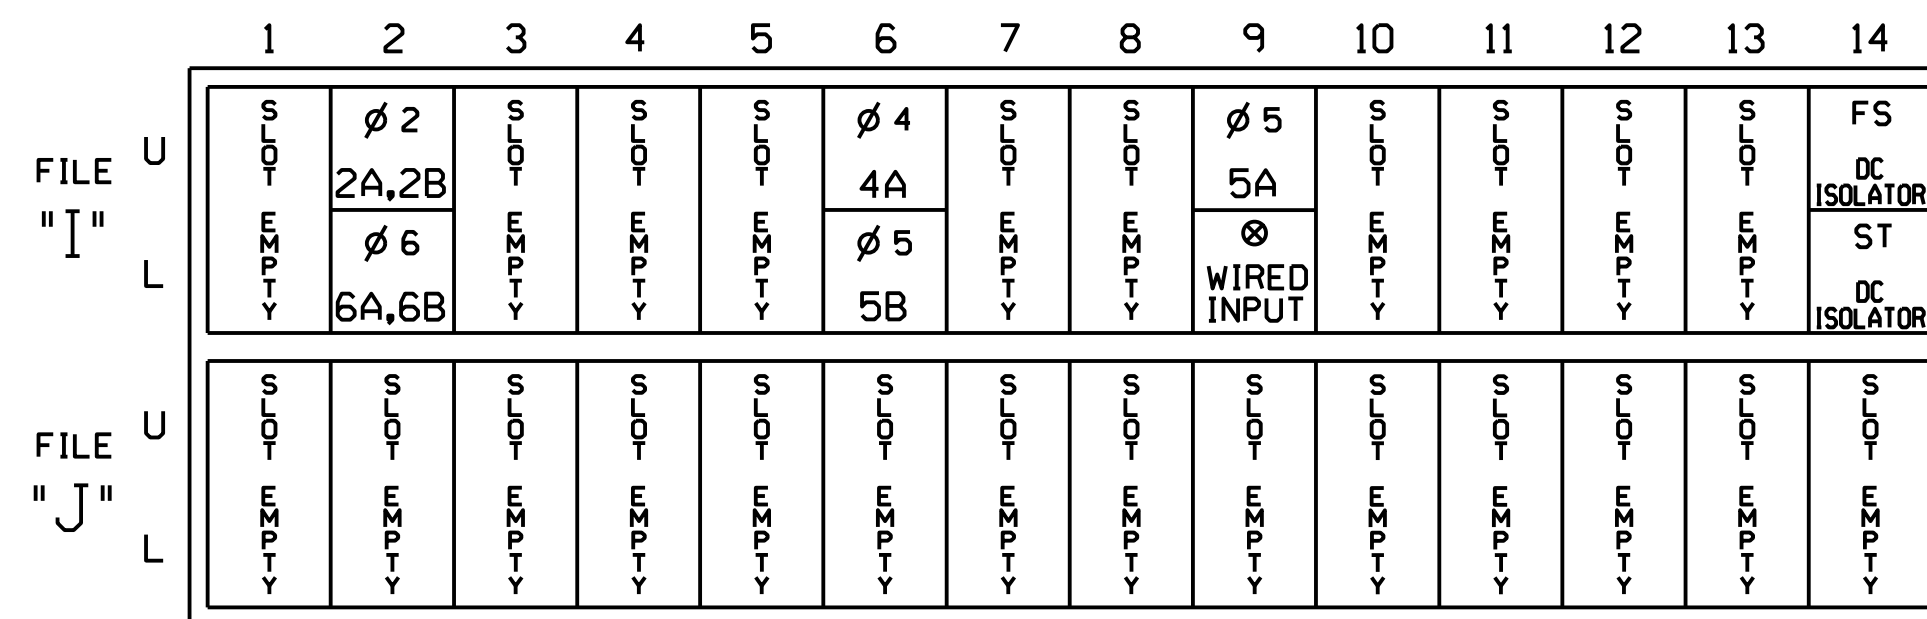 1 2 3 4 5 6 7 8 9 10 11 12 13 14
FILE "I"
U
SLOT EMPTY
ø 2
2A,2B
SLOT EMPTY
SLOT EMPTY
SLOT EMPTY
ø 4
4A
SLOT EMPTY
SLOT EMPTY
ø 5
5A
SLOT EMPTY
SLOT EMPTY
SLOT EMPTY
SLOT EMPTY
FS
DC
ISOLATOR
L
ø 6
6A,6B
ø 5
5B
⊗
WIRED
INPUT
ST
DC
ISOLATOR
FILE "J"
U
L
SLOT EMPTY
SLOT EMPTY
SLOT EMPTY
SLOT EMPTY
SLOT EMPTY
SLOT EMPTY
SLOT EMPTY
SLOT EMPTY
SLOT EMPTY
SLOT EMPTY
SLOT EMPTY
SLOT EMPTY
SLOT EMPTY
SLOT EMPTY